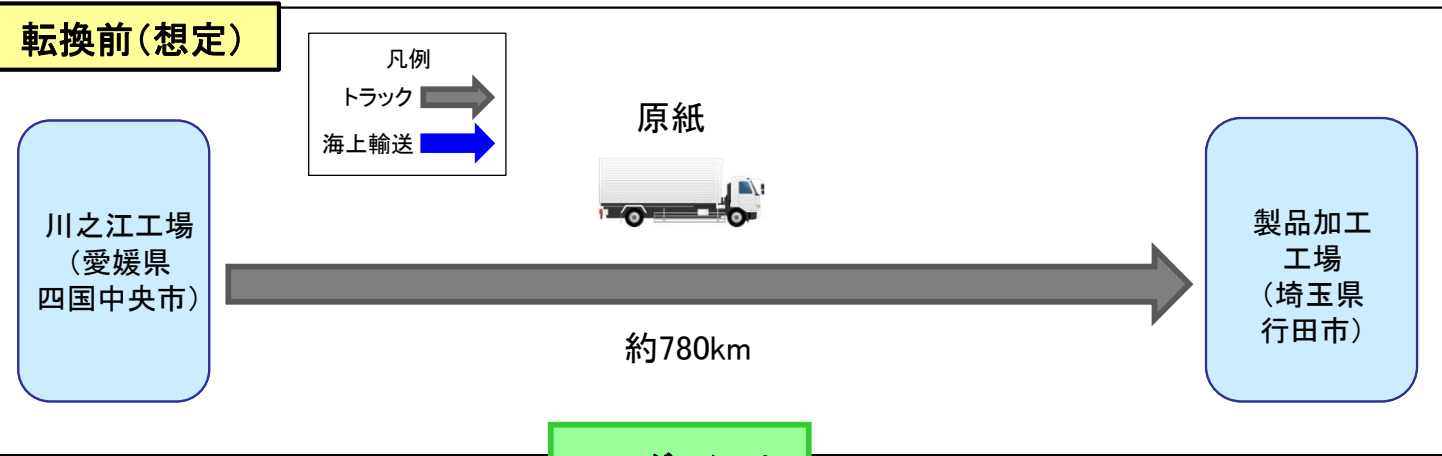 転換前（想定）
凡例
トラック
海上輸送
原紙
川之江工場
（愛媛県
四国中央市）
製品加工
工場
（埼玉県
行田市）
約780km